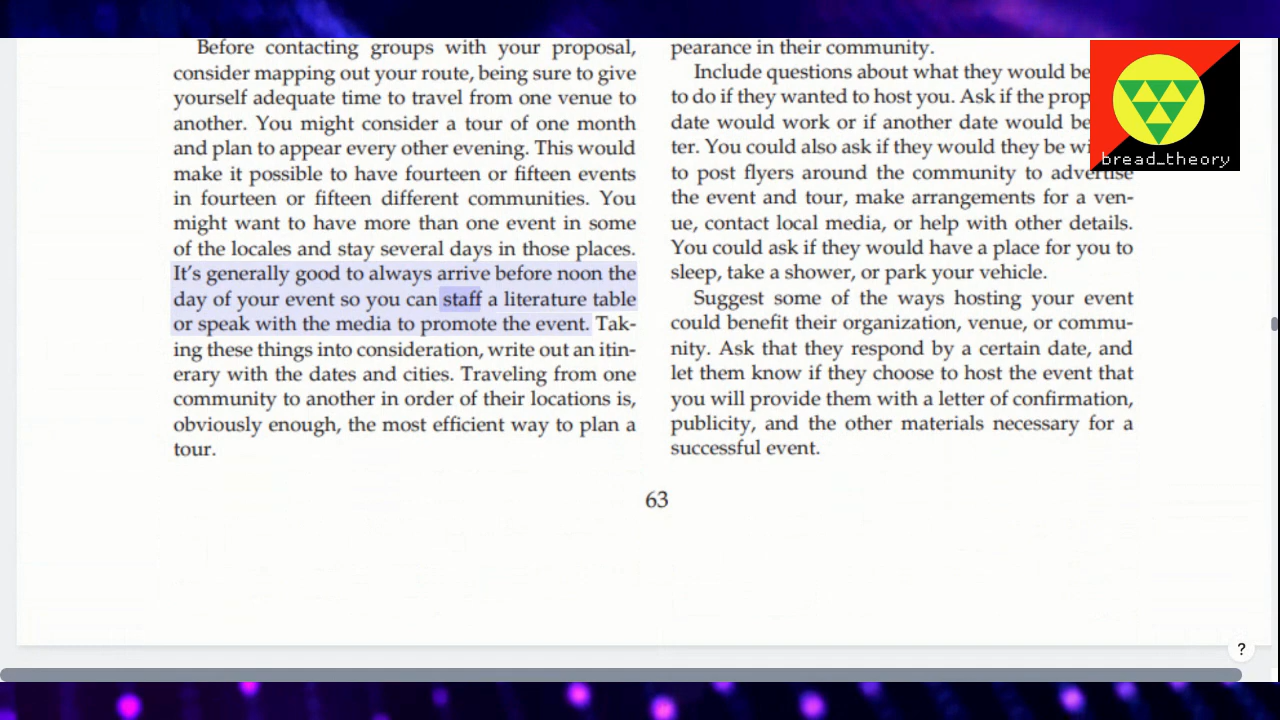 Before contacting groups with your proposal,
consider mapping out your route, being sure to give
yourself adequate time to travel from one venue to
another. You might consider a tour of one month
and plan to appear every other evening. This would
make it possible to have fourteen or fifteen events
in fourteen or fifteen different communities. You
might want to have more than one event in some
of the locales and stay several days in those places.
It's generally good to always arrive before noon the
day of your event so you can staff a literature table
or speak with the media to promote the event. Tak-
ing these things into consideration, write out an itin-
erary with the dates and cities. Traveling from one
community to another in order of their locations is,
obviously enough, the most efficient way to plan a
tour.
pearance in their community.
Include questions about what they would be
to do if they wanted to host you. Ask if the prop
date would work or if another date would be
ter. You could also ask if they would they be wi
to post flyers around the community to advertise
the event and tour, make arrangements for a ven-
ue, contact local media, or help with other details.
You could ask if they would have a place for you to
sleep, take a shower, or park your vehicle.
Suggest some of the ways hosting your event
could benefit their organization, venue, or commu-
nity. Ask that they respond by a certain date, and
let them know if they choose to host the event that
you will provide them with a letter of confirmation,
publicity, and the other materials necessary for a
successful event.
63
bread_theory
?